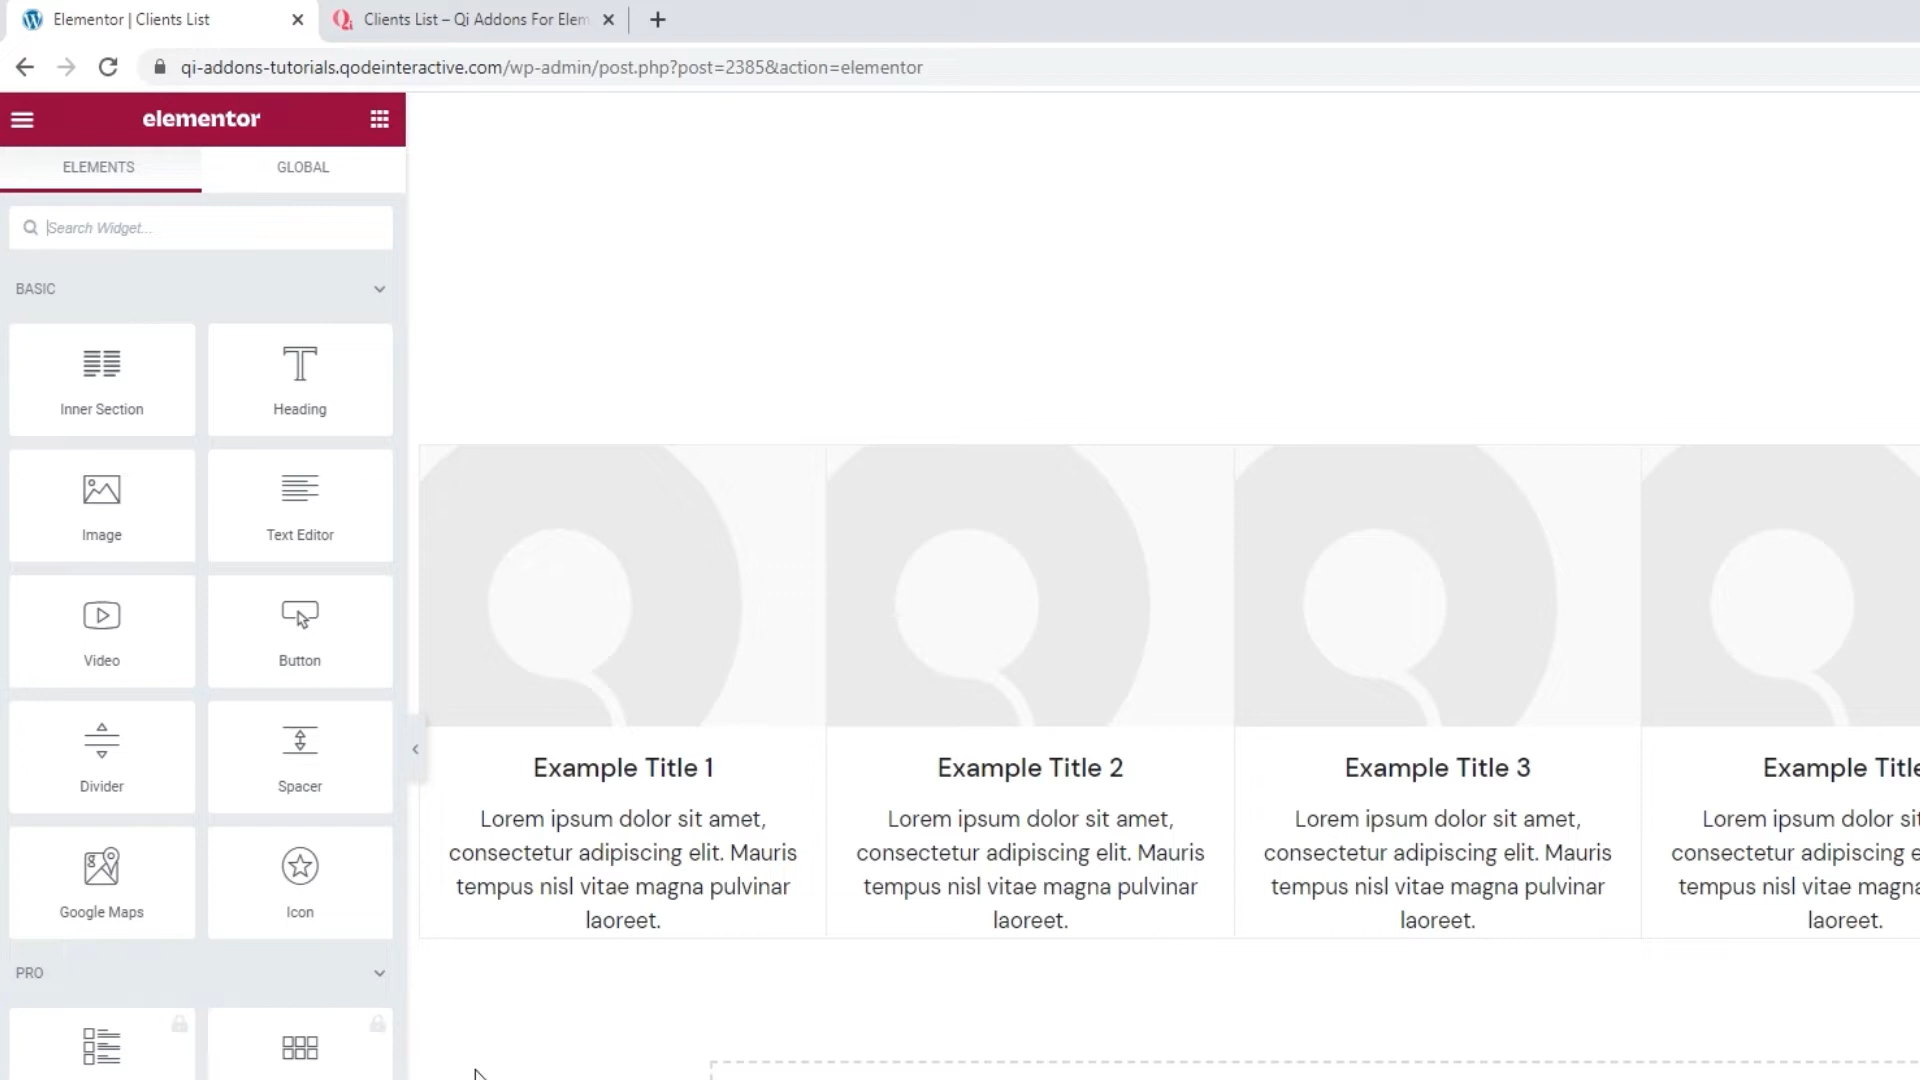 Elementor | Clients List
Clients List – Qi Addons For Elem
qi-addons-tutorials.qodeinteractive.com/wp-admin/post.php?post=2385&action=elementor
elementor
ELEMENTS
GLOBAL
Search Widget...
BASIC
Inner Section
Heading
Image
Text Editor
Video
Button
Divider
Spacer
Google Maps
Icon
PRO
Example Title 1
Lorem ipsum dolor sit amet,
consectetur adipiscing elit. Mauris
tempus nisl vitae magna pulvinar
laoreet.
Example Title 2
Lorem ipsum dolor sit amet,
consectetur adipiscing elit. Mauris
tempus nisl vitae magna pulvinar
laoreet.
Example Title 3
Lorem ipsum dolor sit amet,
consectetur adipiscing elit. Mauris
tempus nisl vitae magna pulvinar
laoreet.
Example Title
Lorem ipsum dolor sit
consectetur adipiscing e
tempus nisl vitae magna
laoreet.